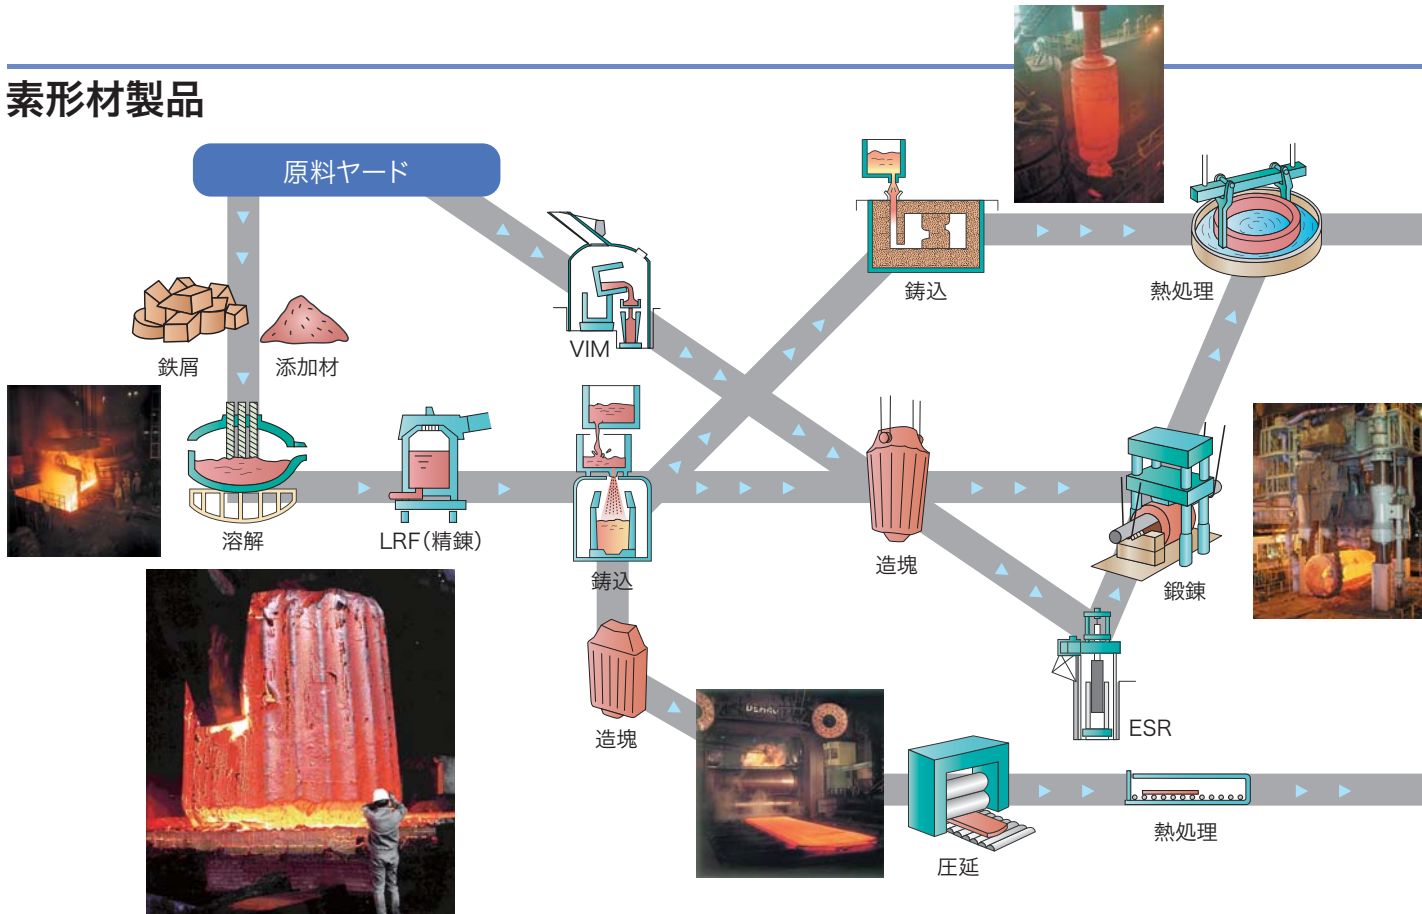 素形材製品
原料ヤード
鉄屑
添加材
VIM
鋳込
熱処理
溶解
LRF（精錬）
鋳込
造塊
鍛錬
造塊
ESR
圧延
熱処理